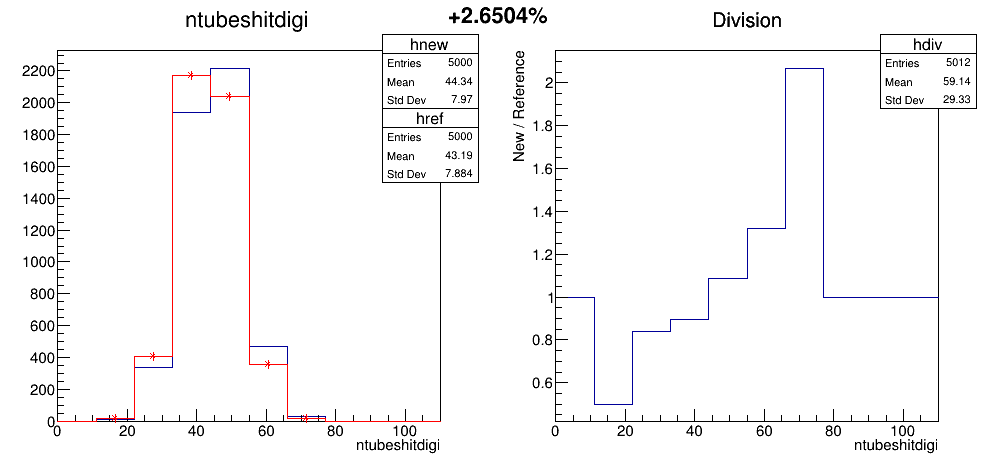 ntubeshitdigi
+2.6504%
Division
hnew
Entries 5000
Mean 44.34
Std Dev 7.97
href
Entries 5000
Mean 43.19
Std Dev 7.884
2200
2000
1800
1600
1400
1200
1000
800
600
400
200
0
0 20 40 60 80 100
ntubeshitdigi
hdiv
Entries 5012
Mean 59.14
Std Dev 29.33
New / Reference
2
1.8
1.6
1.4
1.2
1
0.8
0.6
0 20 40 60 80 100
ntubeshitdigi